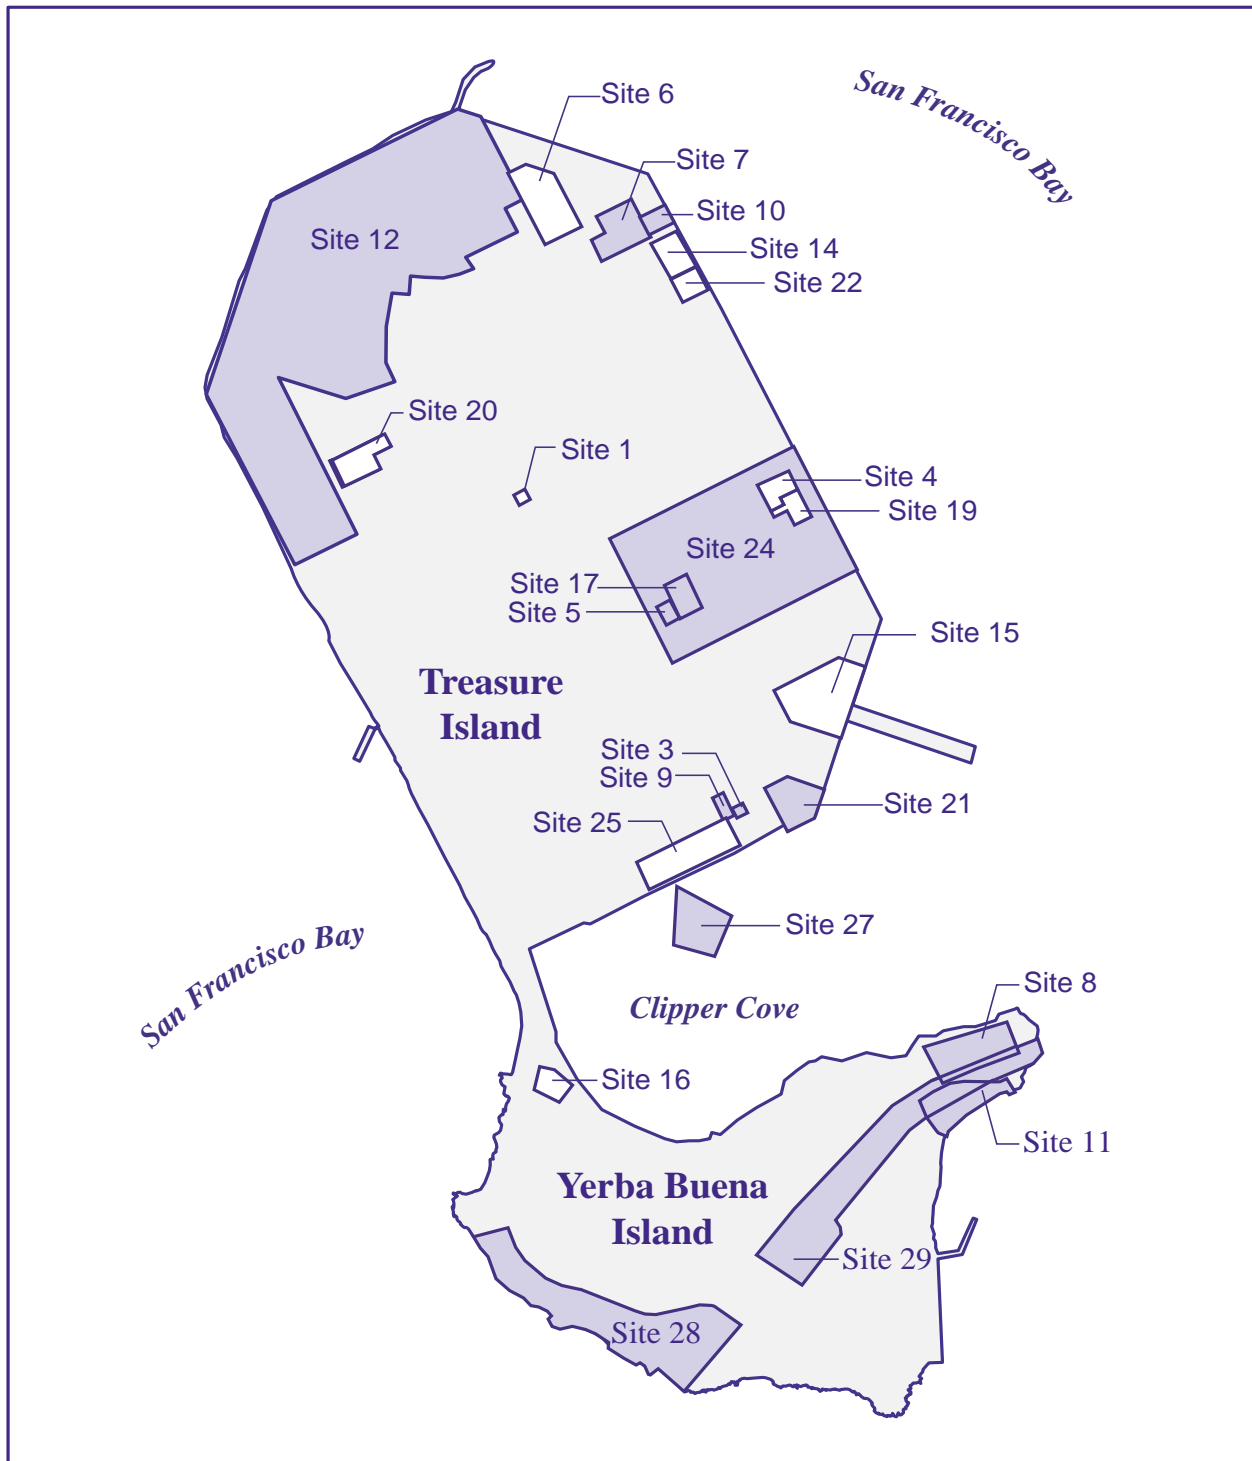 Site 6
San Francisco Bay
Site 7
Site 10
Site 12
Site 14
Site 22
Site 20
Site 1
Site 4
Site 19
Site 24
Site 17
Site 5
Site 15
Treasure
Island
Site 3
Site 9
Site 21
Site 25
Site 27
San Francisco Bay
Site 8
Clipper Cove
Site 16
Site 11
Yerba Buena
Island
Site 29
Site 28